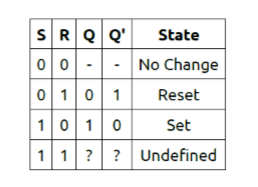 S R Q Q' State
0 0 - - No Change
0 1 0 1 Reset
1 0 1 0 Set
1 1 ? ? Undefined